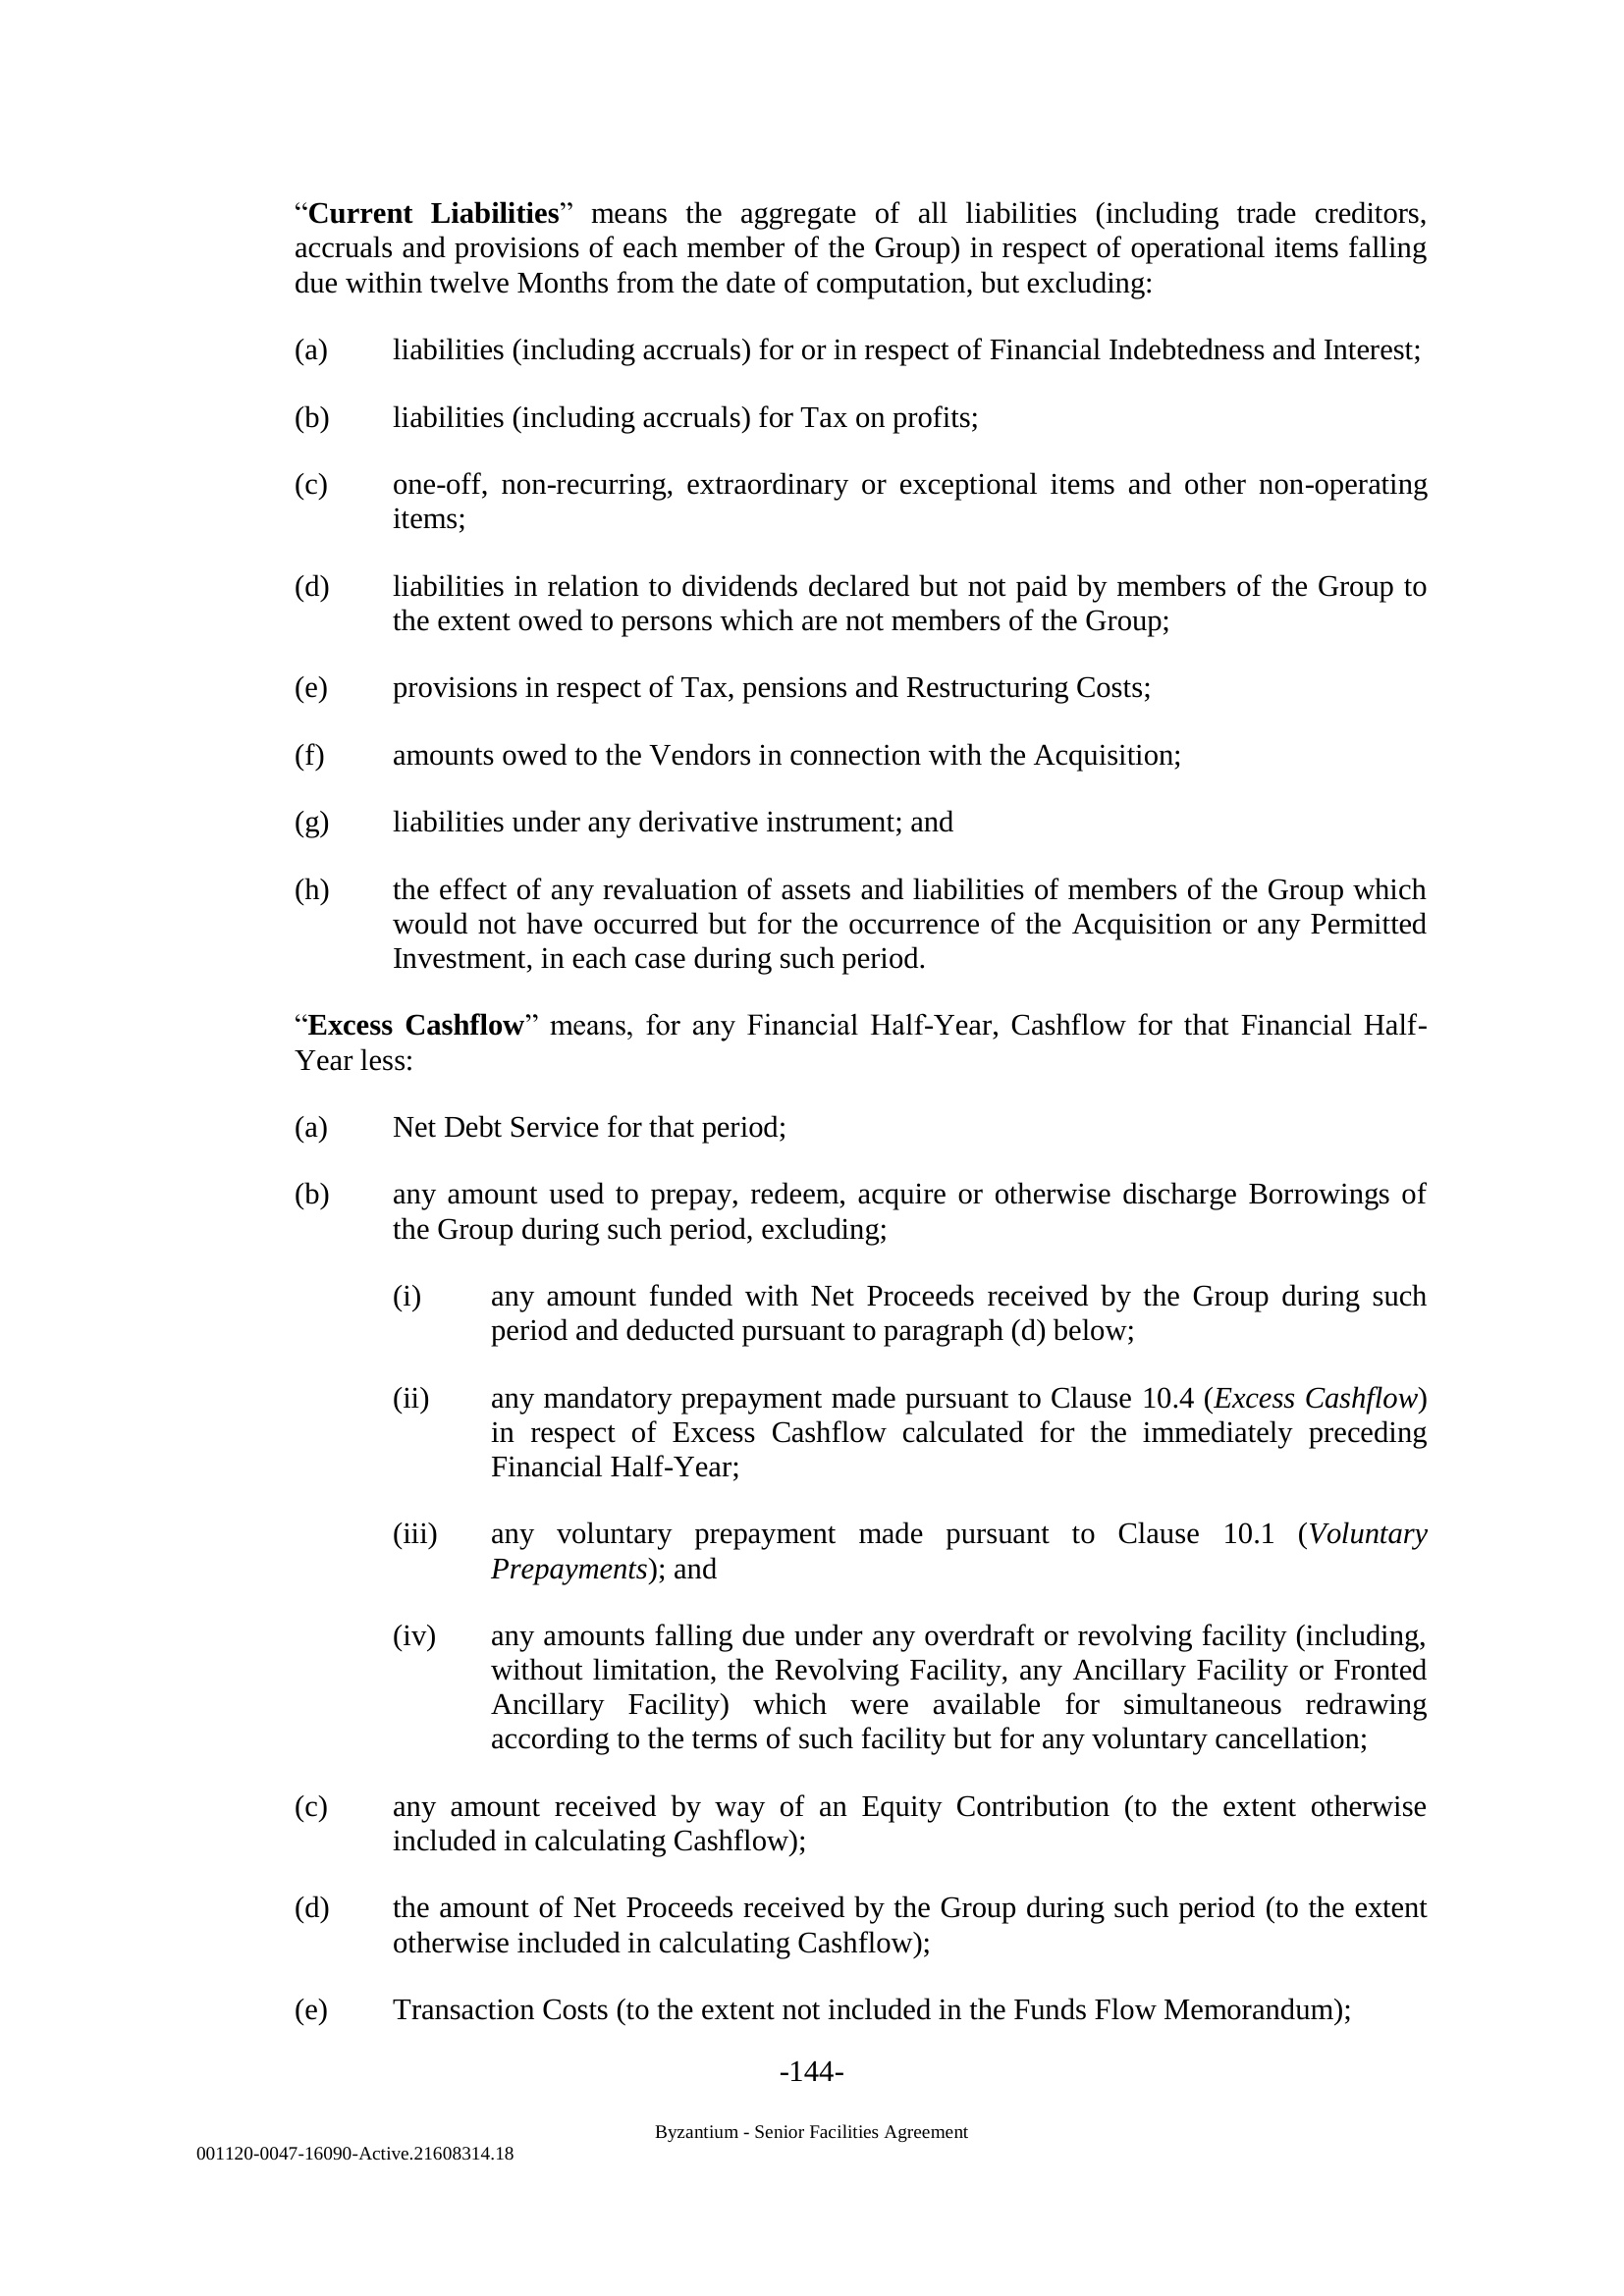 “Current Liabilities” means the aggregate of all liabilities (including trade creditors,
accruals and provisions of each member of the Group) in respect of operational items falling
due within twelve Months from the date of computation, but excluding:
(a) liabilities (including accruals) for or in respect of Financial Indebtedness and Interest;
(b) liabilities (including accruals) for Tax on profits;
(c) one-off, non-recurring, extraordinary or exceptional items and other non-operating
items;
(d) liabilities in relation to dividends declared but not paid by members of the Group to
the extent owed to persons which are not members of the Group;
(e) provisions in respect of Tax, pensions and Restructuring Costs;
(f) amounts owed to the Vendors in connection with the Acquisition;
(g) liabilities under any derivative instrument; and
(h) the effect of any revaluation of assets and liabilities of members of the Group which
would not have occurred but for the occurrence of the Acquisition or any Permitted
Investment, in each case during such period.
“Excess Cashflow” means, for any Financial Half-Year, Cashflow for that Financial Half-
Year less:
(a) Net Debt Service for that period;
(b) any amount used to prepay, redeem, acquire or otherwise discharge Borrowings of
the Group during such period, excluding;
(i) any amount funded with Net Proceeds received by the Group during such
period and deducted pursuant to paragraph (d) below;
(ii) any mandatory prepayment made pursuant to Clause 10.4 (Excess Cashflow)
in respect of Excess Cashflow calculated for the immediately preceding
Financial Half-Year;
(iii) any voluntary prepayment made pursuant to Clause 10.1 (Voluntary
Prepayments); and
(iv) any amounts falling due under any overdraft or revolving facility (including,
without limitation, the Revolving Facility, any Ancillary Facility or Fronted
Ancillary Facility) which were available for simultaneous redrawing
according to the terms of such facility but for any voluntary cancellation;
(c) any amount received by way of an Equity Contribution (to the extent otherwise
included in calculating Cashflow);
(d) the amount of Net Proceeds received by the Group during such period (to the extent
otherwise included in calculating Cashflow);
(e) Transaction Costs (to the extent not included in the Funds Flow Memorandum);
-144-
Byzantium - Senior Facilities Agreement
001120-0047-16090-Active.21608314.18